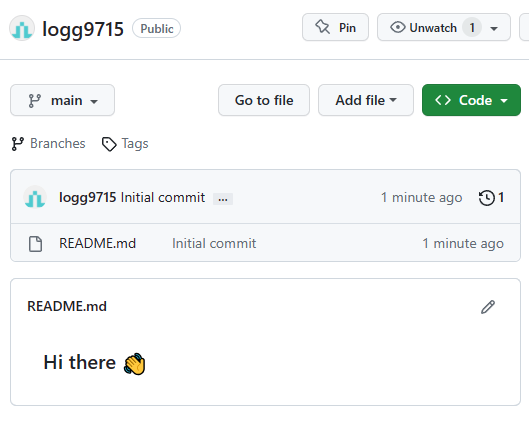 logg9715 Public Pin Unwatch 1
main Go to file Add file <> Code
Branches Tags
logg9715 Initial commit ... 1 minute ago 1
README.md Initial commit 1 minute ago
README.md
Hi there 👋